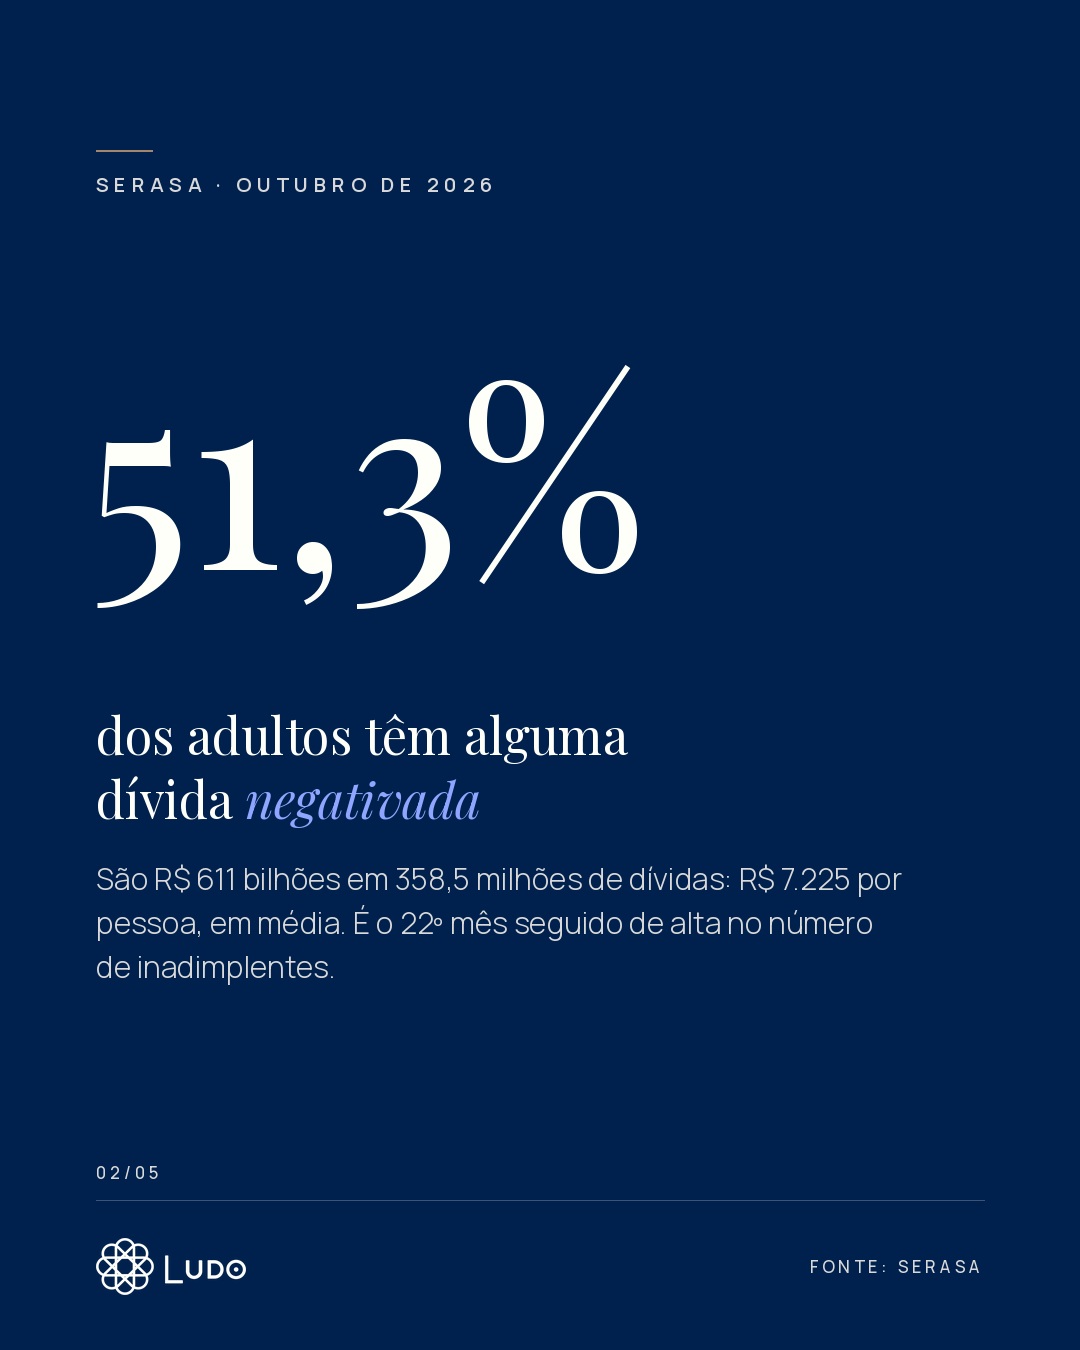 SERASA · OUTUBRO DE 2026
51,3%
dos adultos têm alguma
dívida negativada
São R$ 611 bilhões em 358,5 milhões de dívidas: R$ 7.225 por
pessoa, em média. É o 22º mês seguido de alta no número
de inadimplentes.
02/05
LUDO
FONTE: SERASA